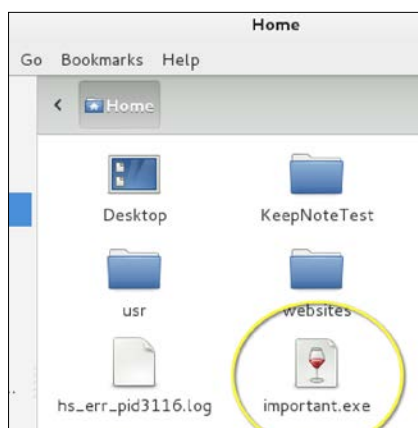 Home
Go Bookmarks Help
Home
Desktop KeepNoteTest
usr websites
hs_err_pid3116.log important.exe